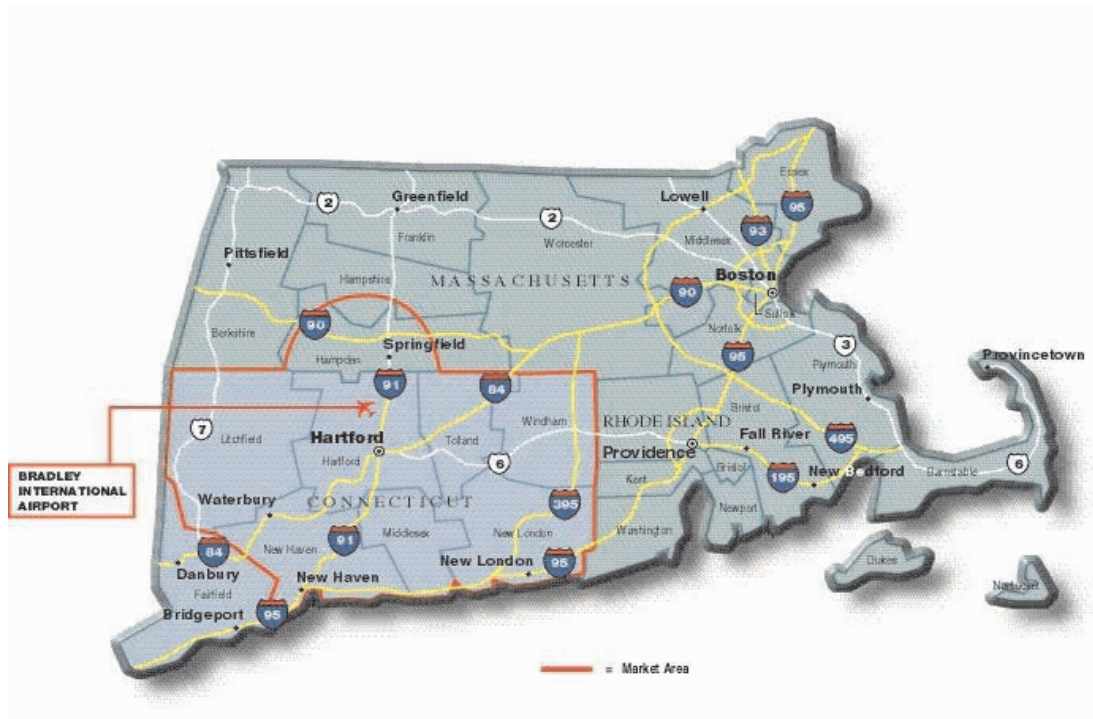 Essex
Lowell
95
Greenfield
2
2
93
Franklin
Middlesex
Worcester
Pittsfield
Boston
Hampshire
MASSACHUSETTS
90
Suffolk
90
Norfolk
Berkshire
Springfield
3
Hampden
95
Provincetown
Plymouth
91
84
Plymouth
Bristol
7
Windham
RHODE ISLAND
Litchfield
Hartford
Tolland
Fall River
495
Providence
Hartford
6
BRADLEY
INTERNATIONAL
AIRPORT
Bristol
New Bedford
Barnstable
6
Kent
195
Waterbury
CONNECTICUT
395
Newport
Middlesex
New London
Washington
91
84
New Haven
New London
95
Dukes
Danbury
New Haven
Nantucket
Fairfield
Bridgeport
95
= Market Area